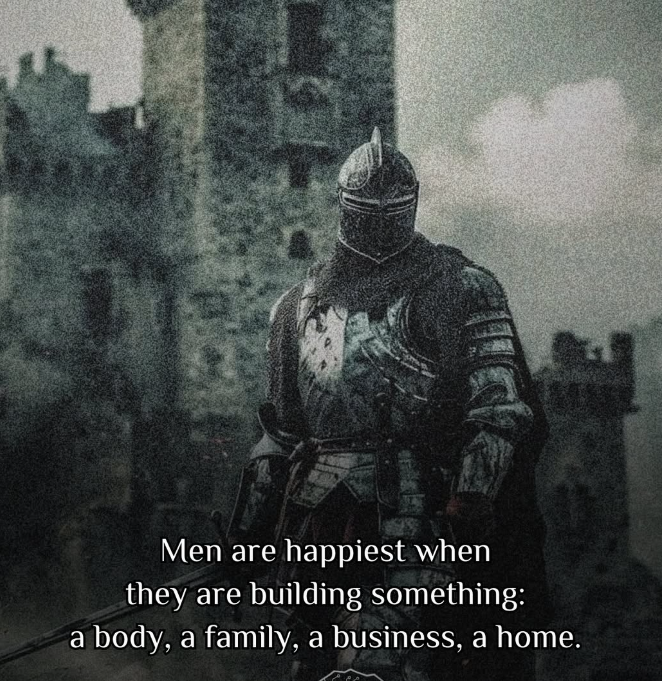 Men are happiest when
they are building something:
a body, a family, a business, a home.